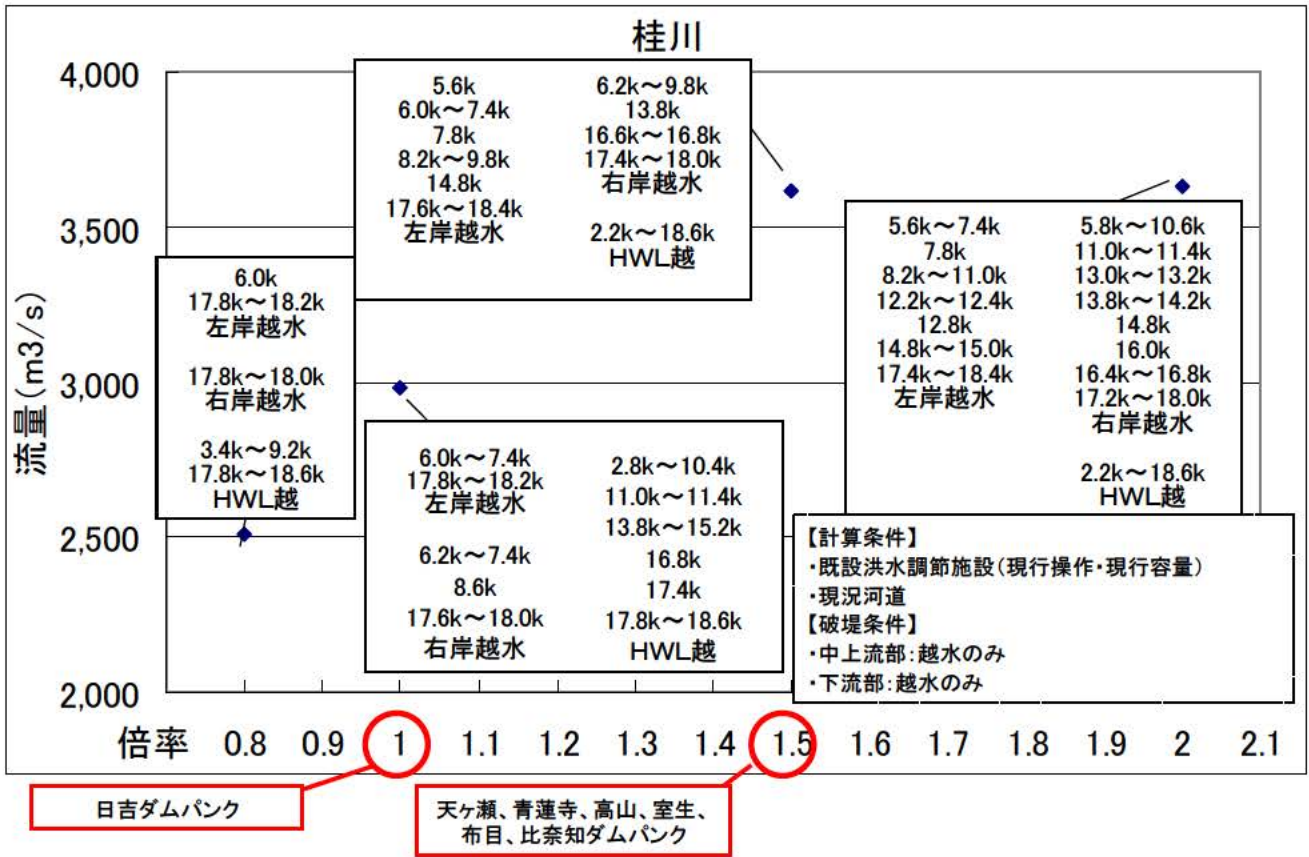 桂川
4,000
3,500
3,000
2,500
2,000
流量(m3/s)
5.6k
6.0k～7.4k
7.8k
8.2k～9.8k
14.8k
17.6k～18.4k
左岸越水
6.2k～9.8k
13.8k
16.6k～16.8k
17.4k～18.0k
右岸越水
2.2k～18.6k
HWL越
6.0k
17.8k～18.2k
左岸越水
17.8k～18.0k
右岸越水
3.4k～9.2k
17.8k～18.6k
HWL越
5.6k～7.4k
7.8k
8.2k～11.0k
12.2k～12.4k
12.8k
14.8k～15.0k
17.4k～18.4k
左岸越水
5.8k～10.6k
11.0k～11.4k
13.0k～13.2k
13.8k～14.2k
14.8k
16.0k
16.4k～16.8k
17.2k～18.0k
右岸越水
2.2k～18.6k
HWL越
6.0k～7.4k
17.8k～18.2k
左岸越水
6.2k～7.4k
8.6k
17.6k～18.0k
右岸越水
2.8k～10.4k
11.0k～11.4k
13.8k～15.2k
16.8k
17.4k
17.8k～18.6k
HWL越
【計算条件】
・既設洪水調節施設(現行操作・現行容量)
・現況河道
【破堤条件】
・中上流部:越水のみ
・下流部:越水のみ
倍率 0.8 0.9 1 1.1 1.2 1.3 1.4 1.5 1.6 1.7 1.8 1.9 2 2.1
日吉ダムパンク
天ヶ瀬、青蓮寺、高山、室生、
布目、比奈知ダムパンク